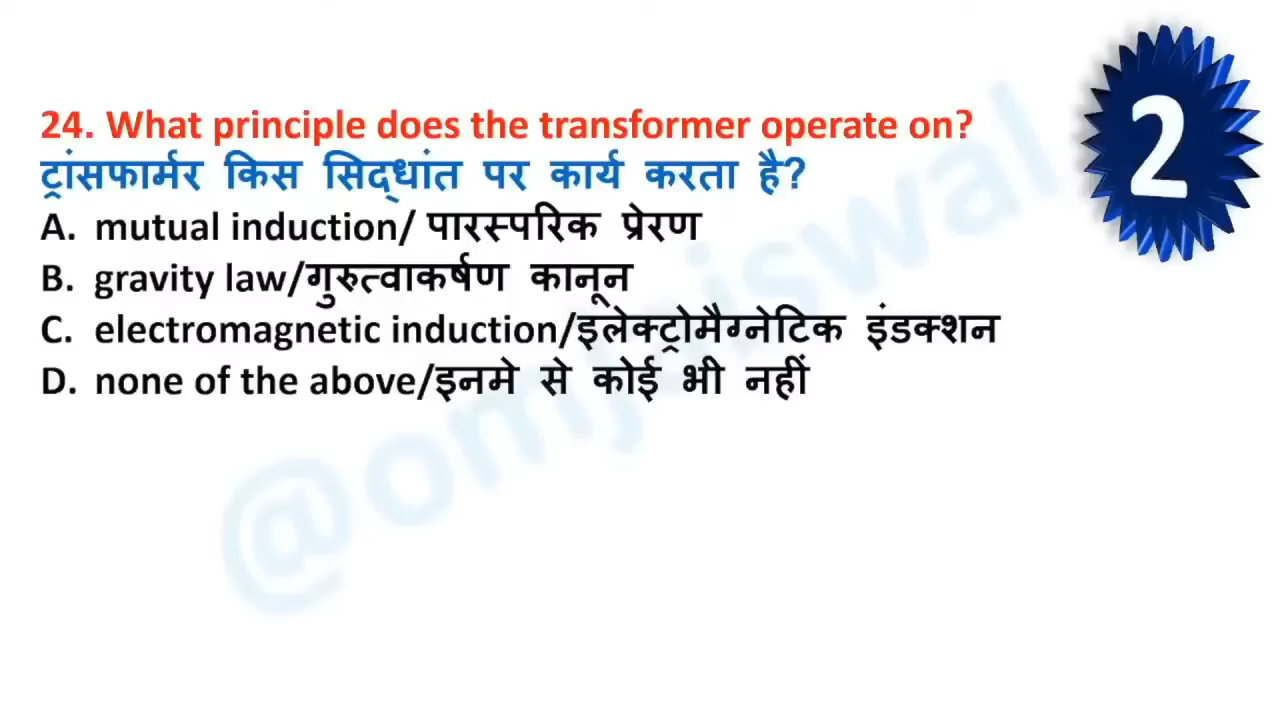 24. What principle does the transformer operate on?
ट्रांसफार्मर किस सिद्धांत पर कार्य करता है?
A. mutual induction/ पारस्परिक प्रेरण
B. gravity law/गुरुत्वाकर्षण कानून
C. electromagnetic induction/इलेक्ट्रोमैग्नेटिक इंडक्शन
D. none of the above/इनमे से कोई भी नहीं
2
@omjaiswal